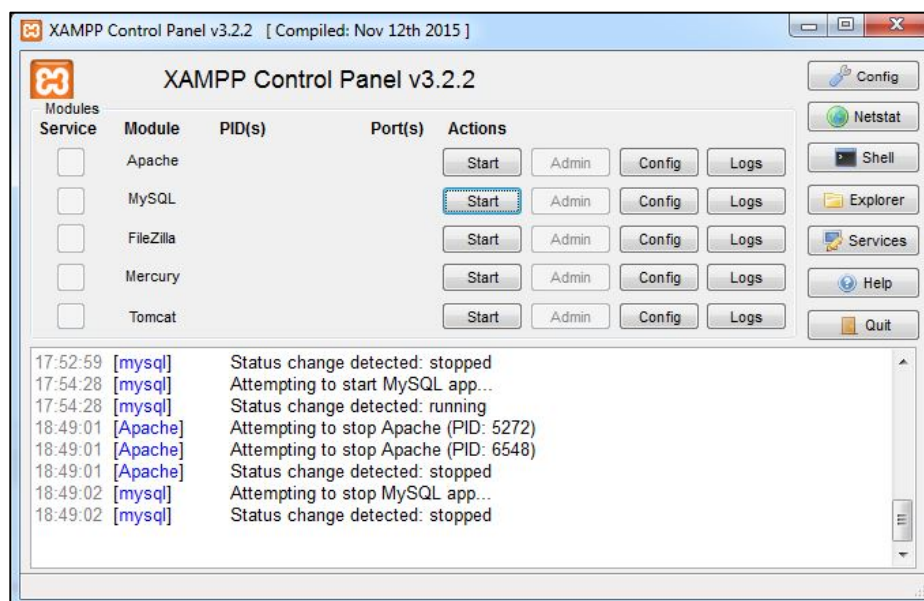 XAMPP Control Panel v3.2.2 [ Compiled: Nov 12th 2015 ]
XAMPP Control Panel v3.2.2
Config
Netstat
Shell
Explorer
Services
Help
Quit
Modules
Service Module PID(s) Port(s) Actions
Apache Start Admin Config Logs
MySQL Start Admin Config Logs
FileZilla Start Admin Config Logs
Mercury Start Admin Config Logs
Tomcat Start Admin Config Logs
17:52:59 [mysql] Status change detected: stopped
17:54:28 [mysql] Attempting to start MySQL app...
17:54:28 [mysql] Status change detected: running
18:49:01 [Apache] Attempting to stop Apache (PID: 5272)
18:49:01 [Apache] Attempting to stop Apache (PID: 6548)
18:49:01 [Apache] Status change detected: stopped
18:49:02 [mysql] Attempting to stop MySQL app...
18:49:02 [mysql] Status change detected: stopped